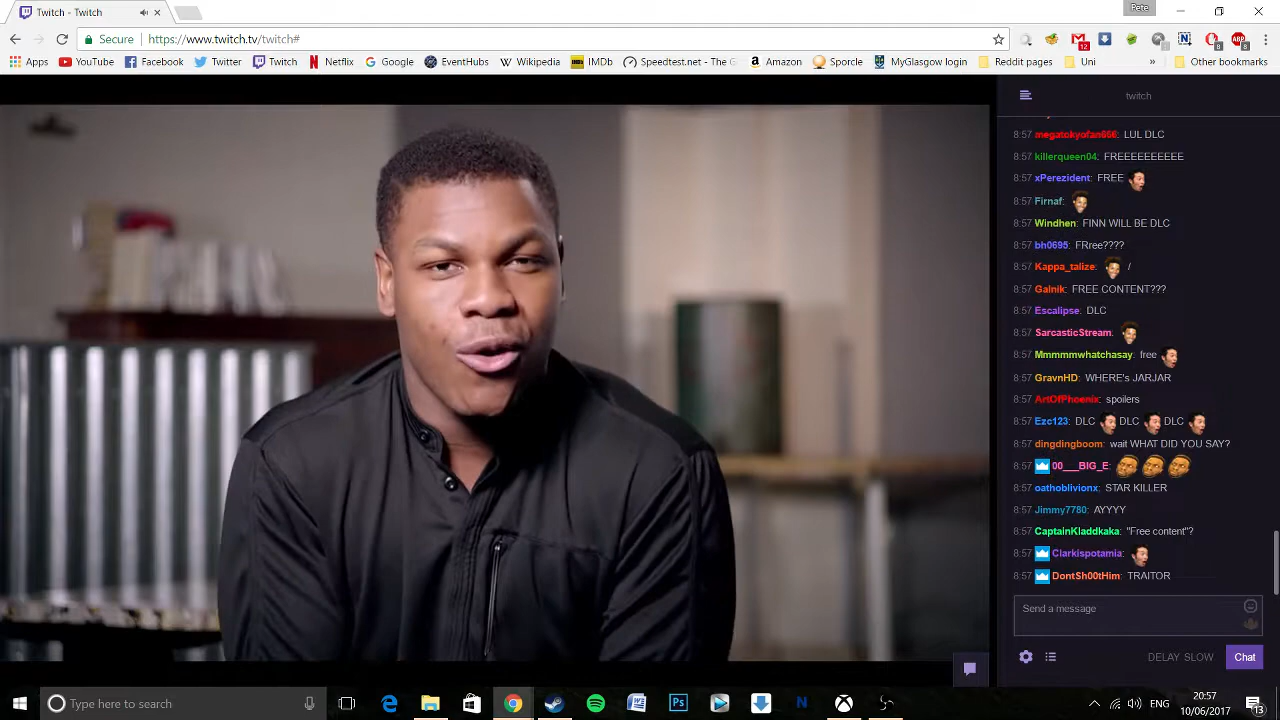 Twitch - Twitch
Pete
Secure
https://www.twitch.tv/twitch#
12
8
8
Apps
YouTube
Facebook
Twitter
Twitch
Netflix
Google
EventHubs
Wikipedia
IMDb
Speedtest.net - The G
Amazon
Sporcle
MyGlasgow login
Reddit pages
Uni
»
Other bookmarks
twitch
8:57 megatokyofan666: LUL DLC
8:57 killerqueen04: FREEEEEEEEEE
8:57 xPerezident: FREE
8:57 Firnaf:
8:57 Windhen: FINN WILL BE DLC
8:57 bh0695: FRree????
8:57 Kappa_talize: /
8:57 Galnik: FREE CONTENT???
8:57 Escalipse: DLC
8:57 SarcasticStream:
8:57 Mmmmmwhatchasay: free
8:57 GravnHD: WHERE's JARJAR
8:57 ArtOfPhoenix: spoilers
8:57 Ezc123: DLC DLC DLC
8:57 dingdingboom: wait WHAT DID YOU SAY?
8:57 00___BIG_E:
8:57 oathoblivionx: STAR KILLER
8:57 Jimmy7780: AYYYY
8:57 CaptainKladdkaka: "Free content"?
8:57 Clarkispotamia:
8:57 DontSh00tHim: TRAITOR
Send a message
DELAY SLOW
Chat
Type here to search
Ps
N
20:57
10/06/2017
13